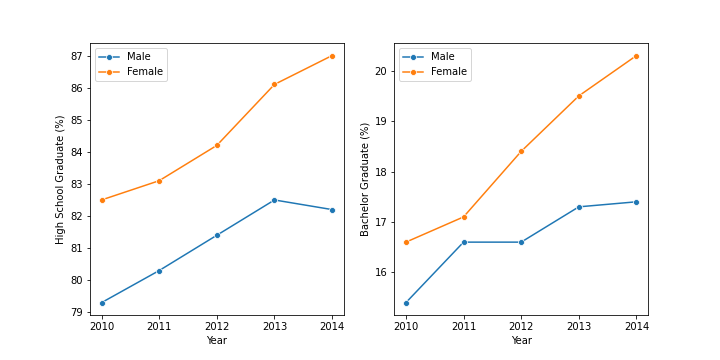 Male
Female
High School Graduate (%)
87
86
85
84
83
82
81
80
79
2010 2011 2012 2013 2014
Year
Male
Female
Bachelor Graduate (%)
20
19
18
17
16
2010 2011 2012 2013 2014
Year